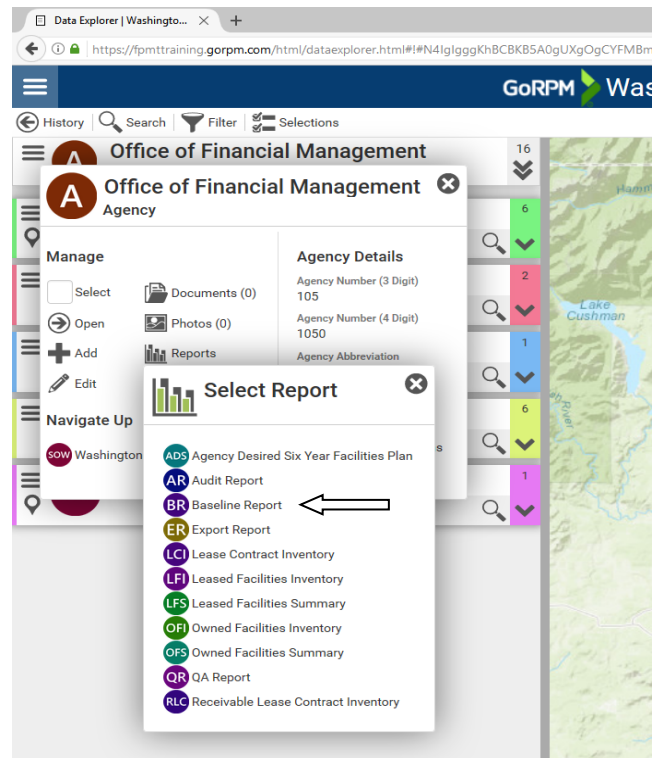 Data Explorer | Washingto...
https://fpmttraining.gorpm.com/html/dataexplorer.html#!#N4IgIgggKhBCBKB5A0gUXgOgCYFMBm
GoRPM Was
History Search Filter Selections
Office of Financial Management 16
A Office of Financial Management
Agency
6
Manage Agency Details
Agency Number (3 Digit)
2
Select Documents (0) 105
Agency Number (4 Digit)
Open Photos (0) 1050
Lake
Cushman
1
Add Reports Agency Abbreviation
Edit Select Report
6
Navigate Up
SOW Washington s
ADS Agency Desired Six Year Facilities Plan
AR Audit Report
1
BR Baseline Report
ER Export Report
LCI Lease Contract Inventory
LFI Leased Facilities Inventory
LFS Leased Facilities Summary
OFI Owned Facilities Inventory
OFS Owned Facilities Summary
QR QA Report
RLC Receivable Lease Contract Inventory